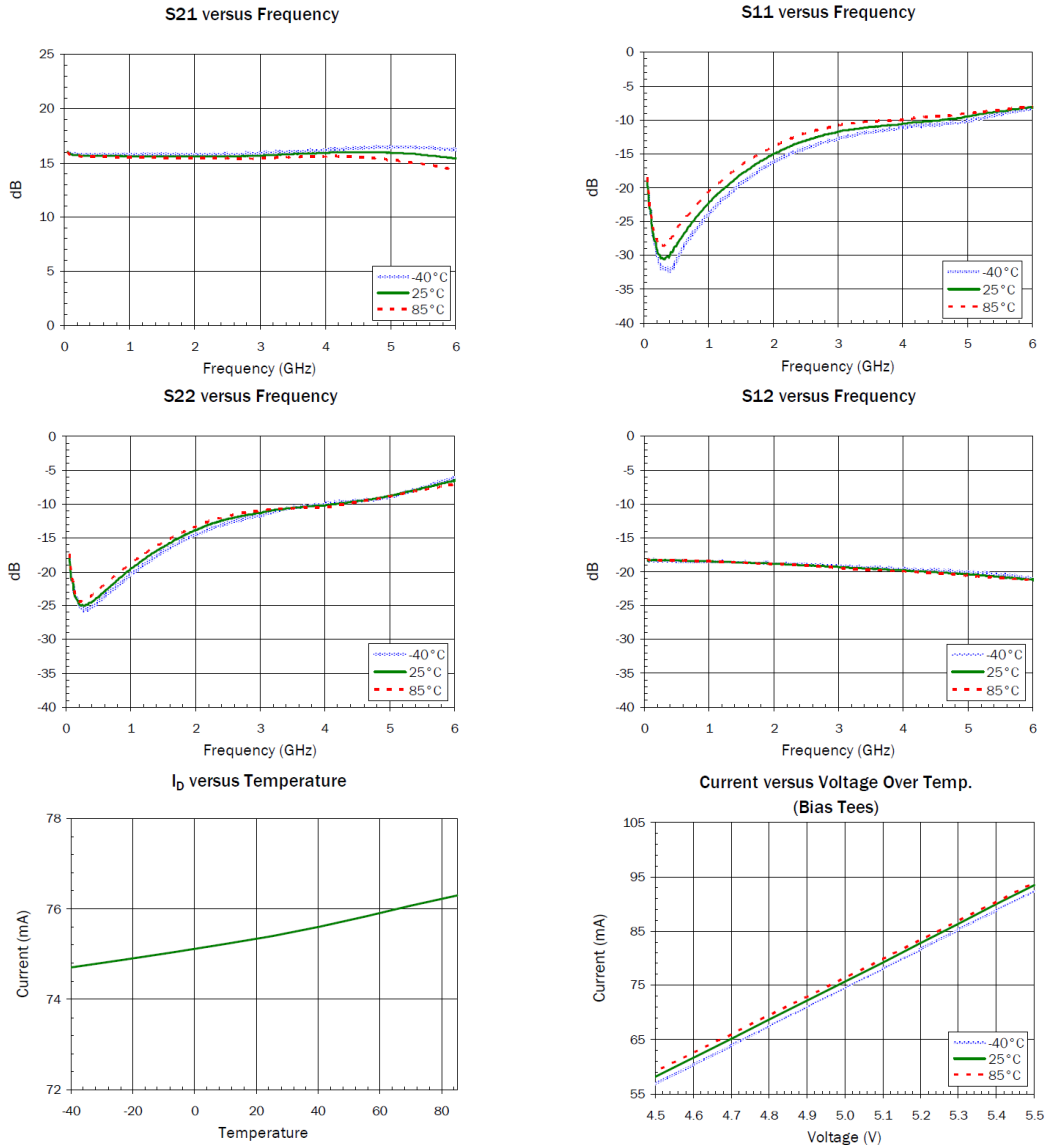 S21 versus Frequency
25
20
15
10
5
0
dB
0 1 2 3 4 5 6
Frequency (GHz)
-40°C
25°C
85°C
S11 versus Frequency
0
-5
-10
-15
-20
-25
-30
-35
-40
dB
0 1 2 3 4 5 6
Frequency (GHz)
-40°C
25°C
85°C
S22 versus Frequency
0
-5
-10
-15
-20
-25
-30
-35
-40
dB
0 1 2 3 4 5 6
Frequency (GHz)
-40°C
25°C
85°C
S12 versus Frequency
0
-5
-10
-15
-20
-25
-30
-35
-40
dB
0 1 2 3 4 5 6
Frequency (GHz)
-40°C
25°C
85°C
I_D versus Temperature
78
76
74
72
Current (mA)
-40 -20 0 20 40 60 80
Temperature
Current versus Voltage Over Temp.
(Bias Tees)
105
95
85
75
65
55
Current (mA)
4.5 4.6 4.7 4.8 4.9 5.0 5.1 5.2 5.3 5.4 5.5
Voltage (V)
-40°C
25°C
85°C